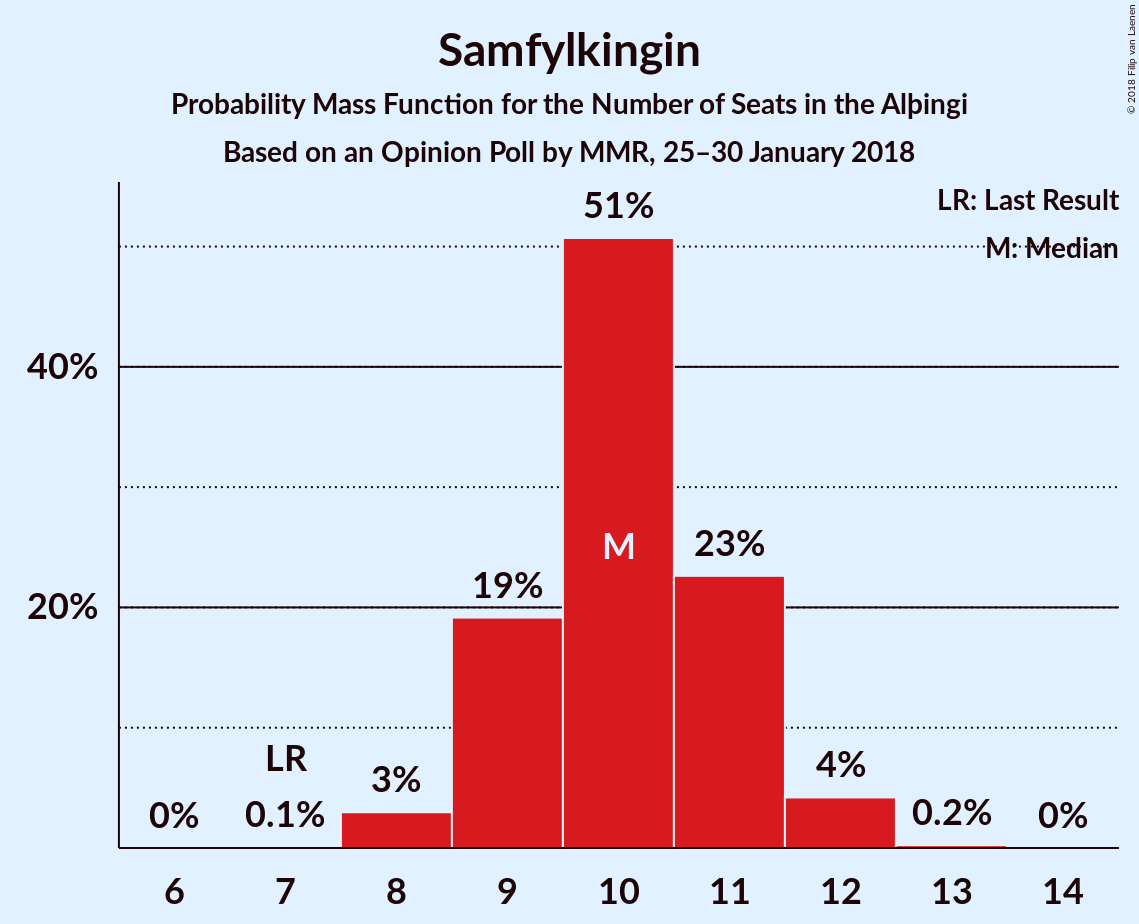 Samfylkingin
Probability Mass Function for the Number of Seats in the Alþingi
Based on an Opinion Poll by MMR, 25–30 January 2018
© 2018 Filip van Laenen
LR: Last Result
M: Median
51%
40%
M
23%
19%
20%
LR
3%
4%
0%
0.1%
0.2%
0%
6 7 8 9 10 11 12 13 14